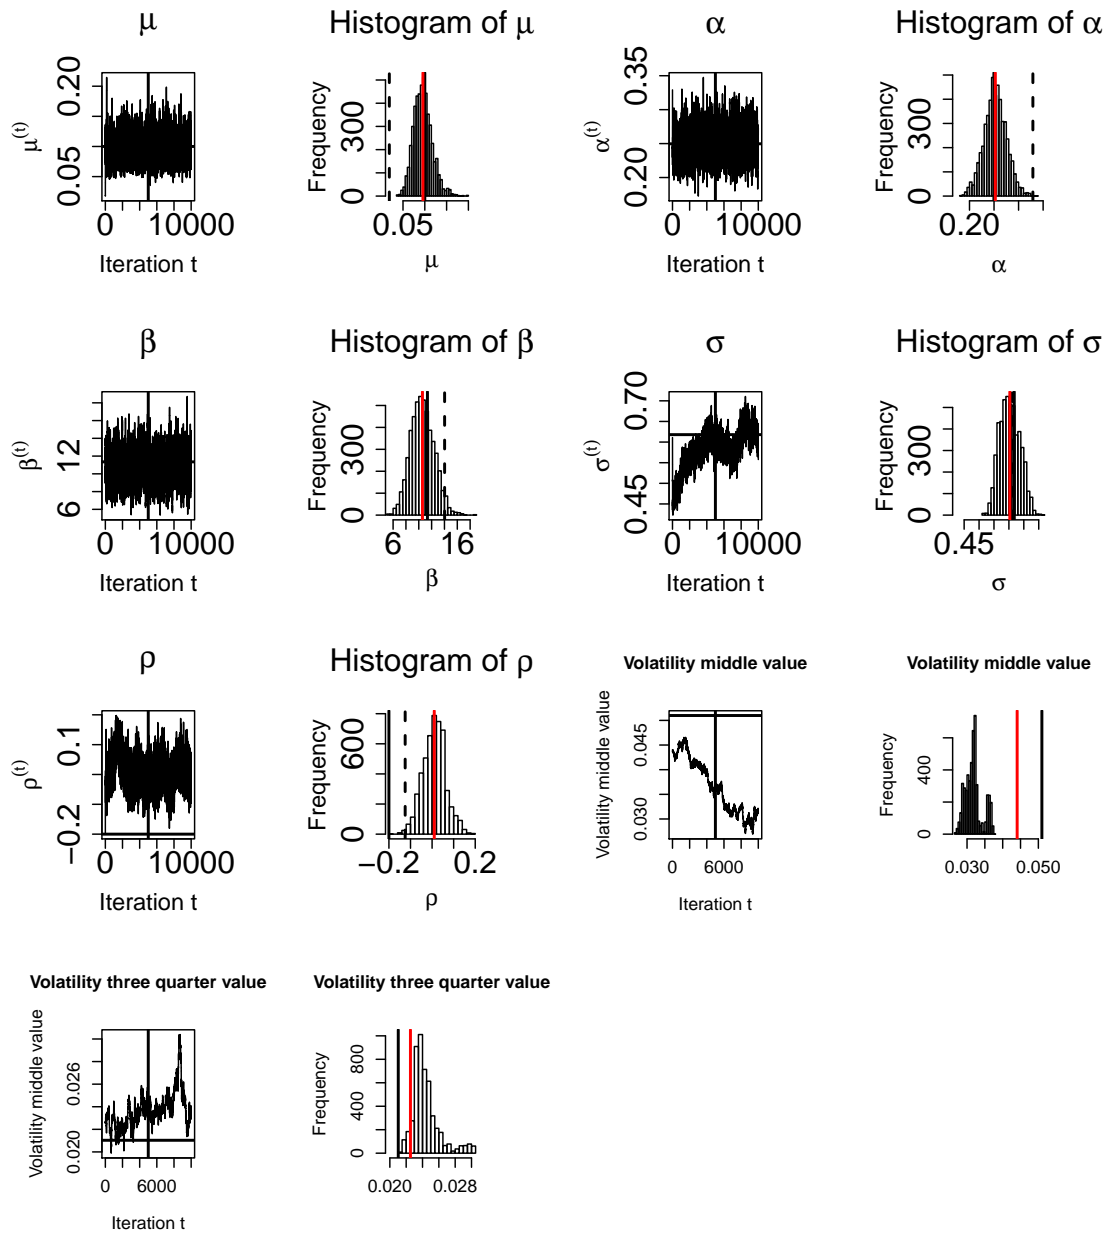 μ
Histogram of μ
α
Histogram of α
μ(t)
0.05 0.20
0 10000
Iteration t
Frequency
0 300
0.05
μ
α(t)
0.20 0.35
0 10000
Iteration t
Frequency
0 300
0.20
α
β
Histogram of β
σ
Histogram of σ
β(t)
6 12
0 10000
Iteration t
Frequency
0 300
6 16
β
σ(t)
0.45 0.70
0 10000
Iteration t
Frequency
0 300
0.45
σ
ρ
Histogram of ρ
Volatility middle value
Volatility middle value
ρ(t)
−0.2 0.1
0 10000
Iteration t
Frequency
0 600
−0.2 0.2
ρ
Volatility middle value
0.030 0.045
0 6000
Iteration t
Frequency
0 400
0.030 0.050
Volatility three quarter value
Volatility three quarter value
Volatility middle value
0.020 0.026
0 6000
Iteration t
Frequency
0 400 800
0.020 0.028